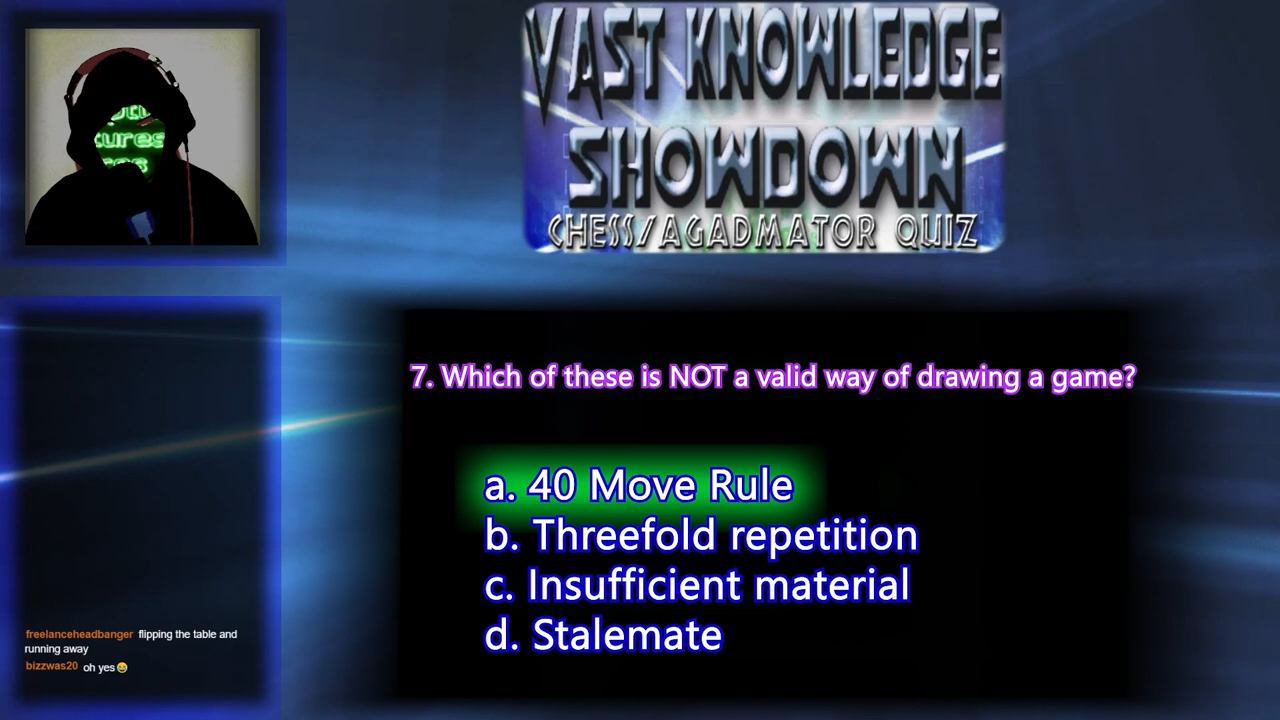 VAST KNOWLEDGE
SHOWDOWN
CHESS/AGADMATOR QUIZ
cures
7. Which of these is NOT a valid way of drawing a game?
a. 40 Move Rule
b. Threefold repetition
c. Insufficient material
d. Stalemate
freelanceheadbanger flipping the table and
running away
bizzwas20 oh yes😂